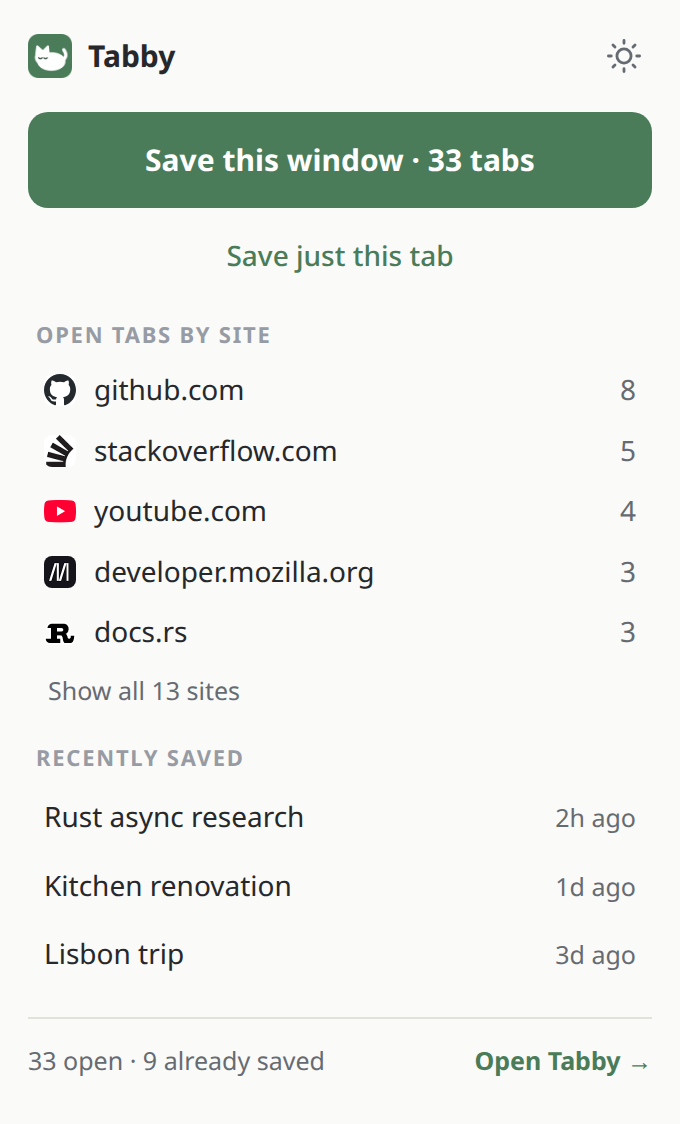 Tabby
Save this window · 33 tabs
Save just this tab
OPEN TABS BY SITE
github.com 8
stackoverflow.com 5
youtube.com 4
developer.mozilla.org 3
docs.rs 3
Show all 13 sites
RECENTLY SAVED
Rust async research 2h ago
Kitchen renovation 1d ago
Lisbon trip 3d ago
33 open · 9 already saved Open Tabby →